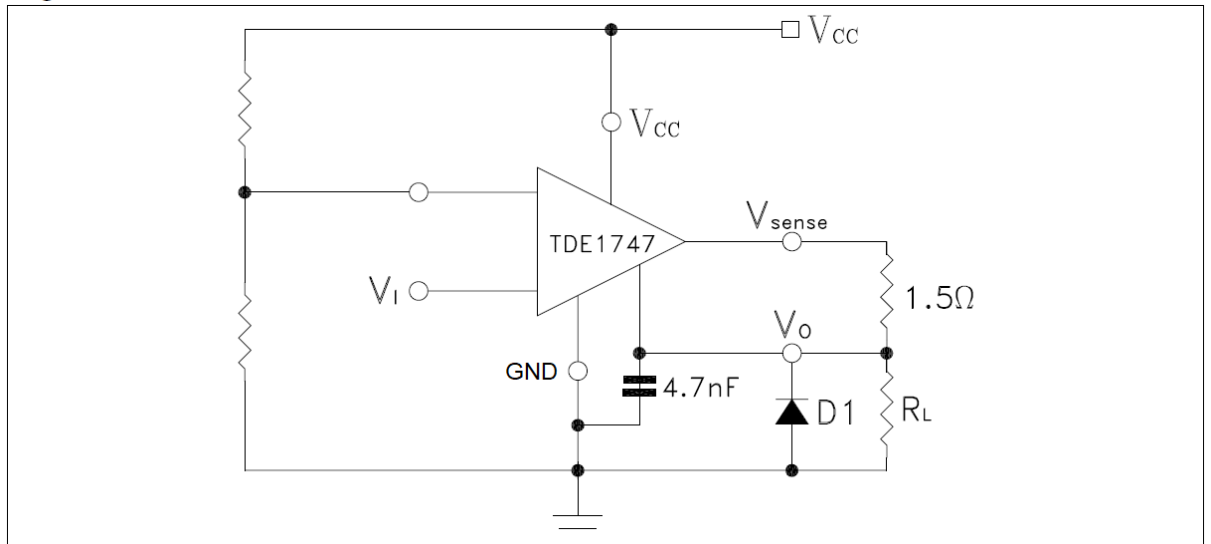 Vcc
Vcc
TDE1747
Vsense
VI
1.5Ω
Vo
GND
4.7nF
D1
RL